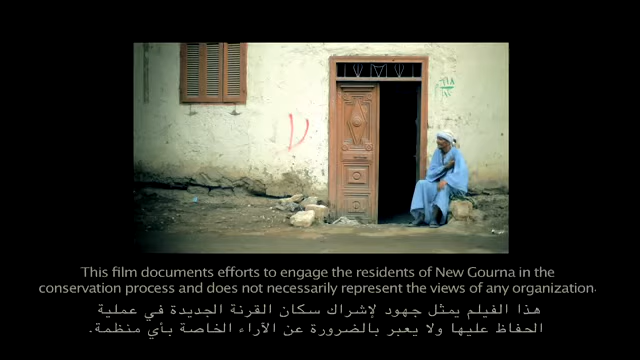 This film documents efforts to engage the residents of New Gourna in the
conservation process and does not necessarily represent the views of any organization.
هذا الفيلم يمثل جهود لإشراك سكان القرنة الجديدة في عملية
الحفاظ عليها ولا يعبر بالضرورة عن الآراء الخاصة بأي منظمة.